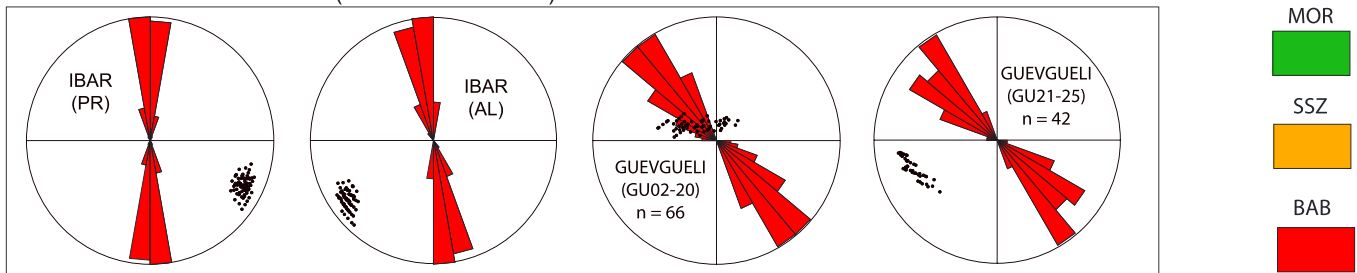 IBAR
(PR)
IBAR
(AL)
GUEVGUELI
(GU02-20)
n = 66
GUEVGUELI
(GU21-25)
n = 42
MOR
SSZ
BAB